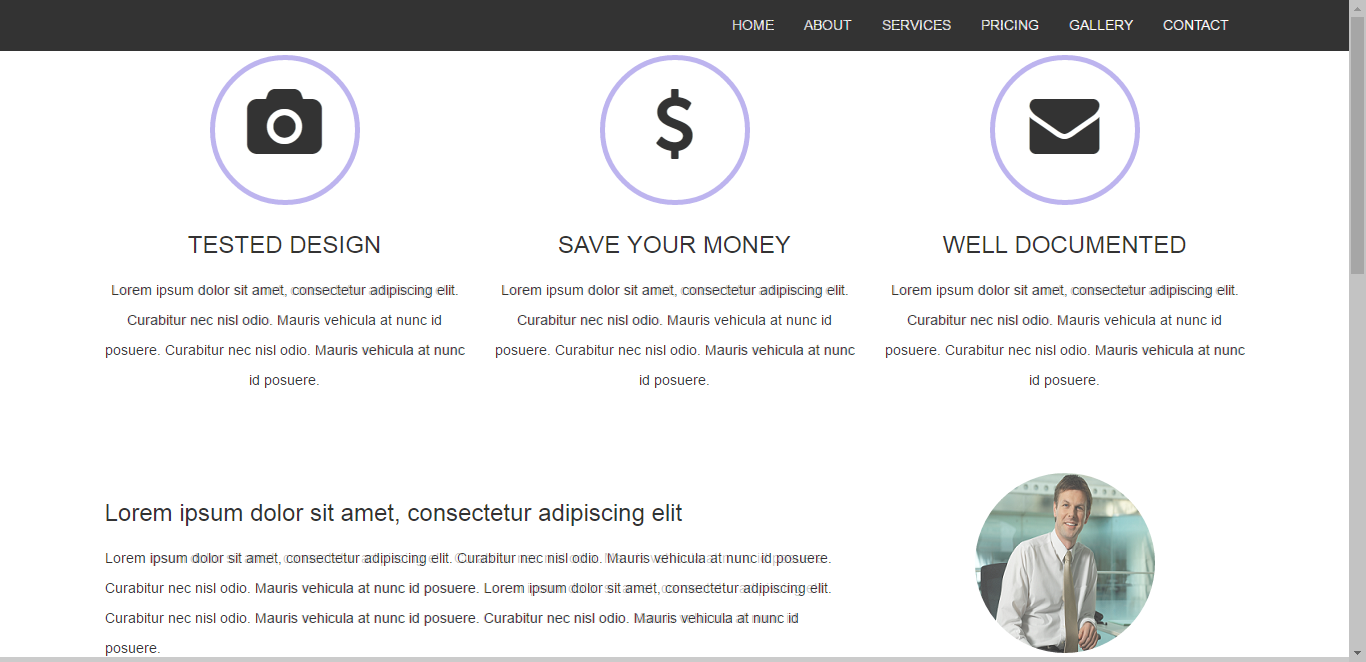 HOME ABOUT SERVICES PRICING GALLERY CONTACT
$
TESTED DESIGN
Lorem ipsum dolor sit amet, consectetur adipiscing elit.
Curabitur nec nisl odio. Mauris vehicula at nunc id
posuere. Curabitur nec nisl odio. Mauris vehicula at nunc
id posuere.
SAVE YOUR MONEY
Lorem ipsum dolor sit amet, consectetur adipiscing elit.
Curabitur nec nisl odio. Mauris vehicula at nunc id
posuere. Curabitur nec nisl odio. Mauris vehicula at nunc
id posuere.
WELL DOCUMENTED
Lorem ipsum dolor sit amet, consectetur adipiscing elit.
Curabitur nec nisl odio. Mauris vehicula at nunc id
posuere. Curabitur nec nisl odio. Mauris vehicula at nunc
id posuere.
Lorem ipsum dolor sit amet, consectetur adipiscing elit
Lorem ipsum dolor sit amet, consectetur adipiscing elit. Curabitur nec nisl odio. Mauris vehicula at nunc id posuere.
Curabitur nec nisl odio. Mauris vehicula at nunc id posuere. Lorem ipsum dolor sit amet, consectetur adipiscing elit.
Curabitur nec nisl odio. Mauris vehicula at nunc id posuere. Curabitur nec nisl odio. Mauris vehicula at nunc id
posuere.